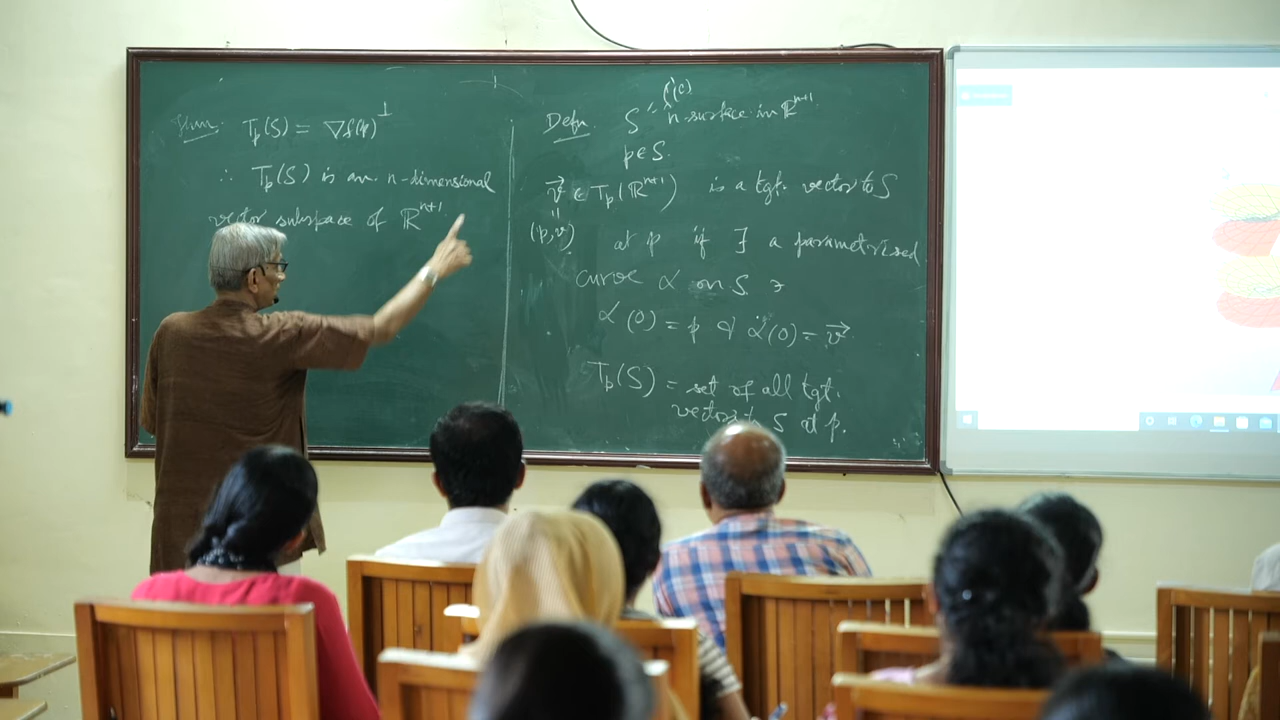 Thm. Tₚ(S) = ∇f(p)^⊥
∴ Tₚ(S) is an n-dimensional
vector subspace of ℝⁿ⁺¹.
Defn. S n-surface in ℝⁿ⁺¹
p ∈ S.
v⃗ ∈ Tₚ(ℝⁿ⁺¹) is a tgt. vector to S
"
(p,v) at p if ∃ a parametrised
curve α on S ∋
α(0) = p & α̇(0) = v⃗.
Tₚ(S) = set of all tgt.
vectors to S at p.